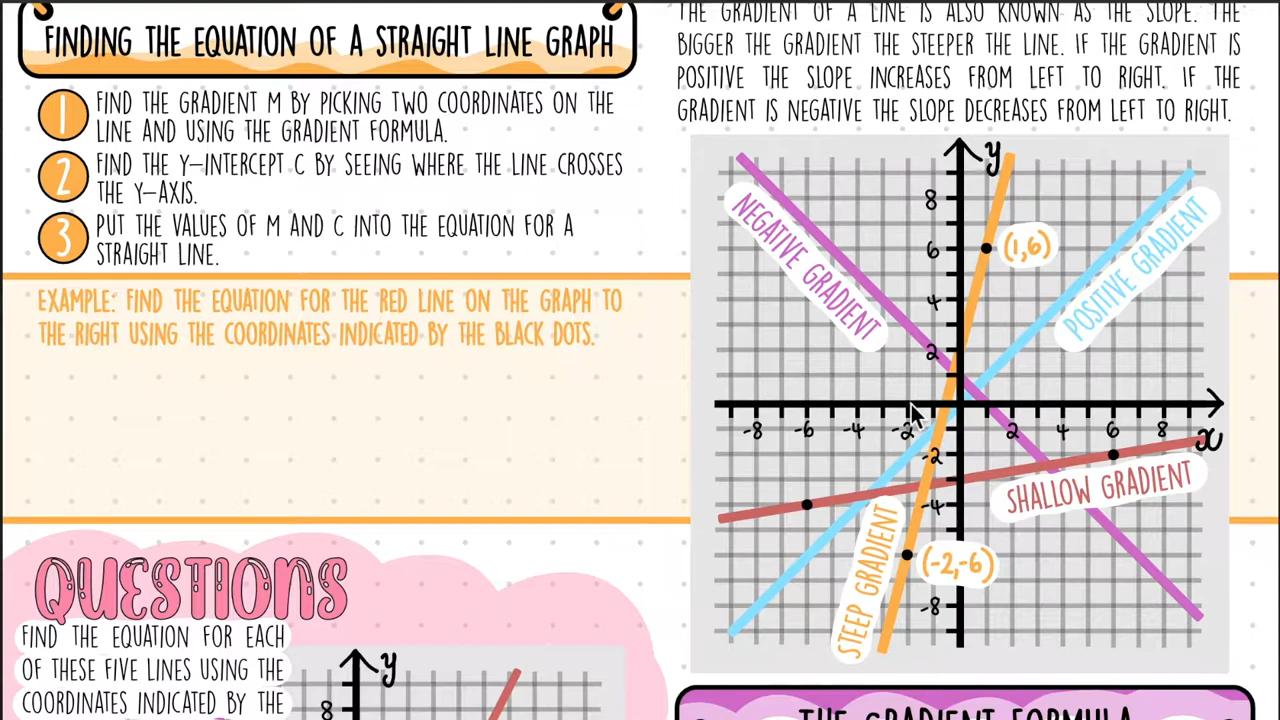 FINDING THE EQUATION OF A STRAIGHT LINE GRAPH
1 FIND THE GRADIENT M BY PICKING TWO COORDINATES ON THE
LINE AND USING THE GRADIENT FORMULA.
2 FIND THE Y-INTERCEPT C BY SEEING WHERE THE LINE CROSSES
THE Y-AXIS.
3 PUT THE VALUES OF M AND C INTO THE EQUATION FOR A
STRAIGHT LINE.
EXAMPLE: FIND THE EQUATION FOR THE RED LINE ON THE GRAPH TO
THE RIGHT USING THE COORDINATES INDICATED BY THE BLACK DOTS.
QUESTIONS
FIND THE EQUATION FOR EACH
OF THESE FIVE LINES USING THE
COORDINATES INDICATED BY THE
y
8
THE GRADIENT OF A LINE IS ALSO KNOWN AS THE SLOPE. THE
BIGGER THE GRADIENT THE STEEPER THE LINE. IF THE GRADIENT IS
POSITIVE THE SLOPE INCREASES FROM LEFT TO RIGHT. IF THE
GRADIENT IS NEGATIVE THE SLOPE DECREASES FROM LEFT TO RIGHT.
y
8
6
4
2
-8 -6 -4 -2 2 4 6 8 x
-2
-4
-8
NEGATIVE GRADIENT
(1,6)
POSITIVE GRADIENT
SHALLOW GRADIENT
STEEP GRADIENT
(-2,-6)
THE GRADIENT FORMULA